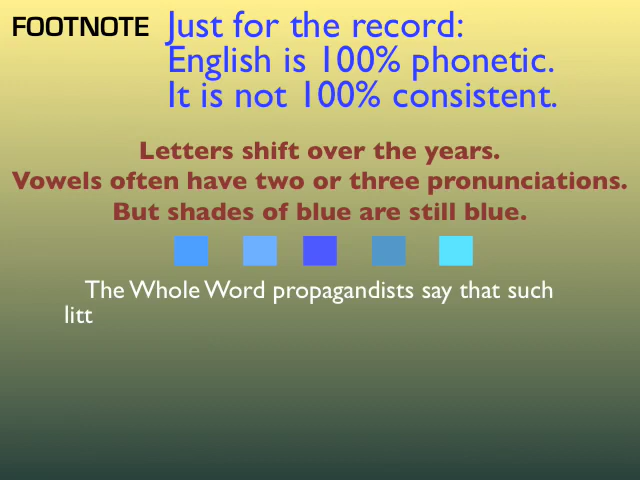 FOOTNOTE
Just for the record:
English is 100% phonetic.
It is not 100% consistent.
Letters shift over the years.
Vowels often have two or three pronunciations.
But shades of blue are still blue.
The Whole Word propagandists say that such
litt